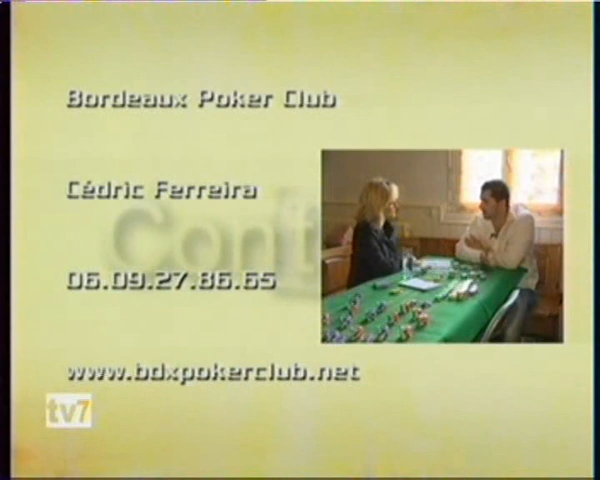 Bordeaux Poker Club
Cédric Ferreira
06.09.27.86.65
www.bdxpokerclub.net
tv7